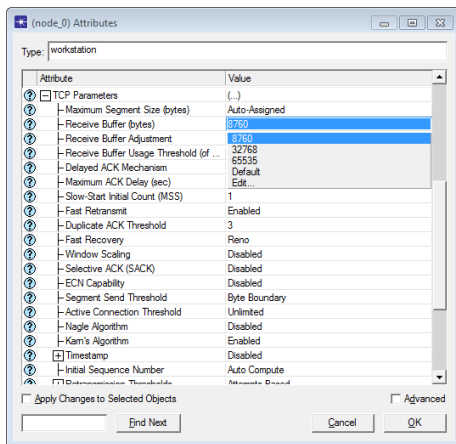 (node_0) Attributes
Type: workstation
Attribute Value
TCP Parameters (...)
Maximum Segment Size (bytes) Auto-Assigned
Receive Buffer (bytes) 8760
Receive Buffer Adjustment 8760
32768
Receive Buffer Usage Threshold (of ... 65535
Delayed ACK Mechanism Default
Maximum ACK Delay (sec) Edit...
Slow-Start Initial Count (MSS) 1
Fast Retransmit Enabled
Duplicate ACK Threshold 3
Fast Recovery Reno
Window Scaling Disabled
Selective ACK (SACK) Disabled
ECN Capability Disabled
Segment Send Threshold Byte Boundary
Active Connection Threshold Unlimited
Nagle Algorithm Disabled
Karn's Algorithm Enabled
Timestamp Disabled
Initial Sequence Number Auto Compute
Retransmission Thresholds Attempts Based
Apply Changes to Selected Objects Advanced
Find Next Cancel OK